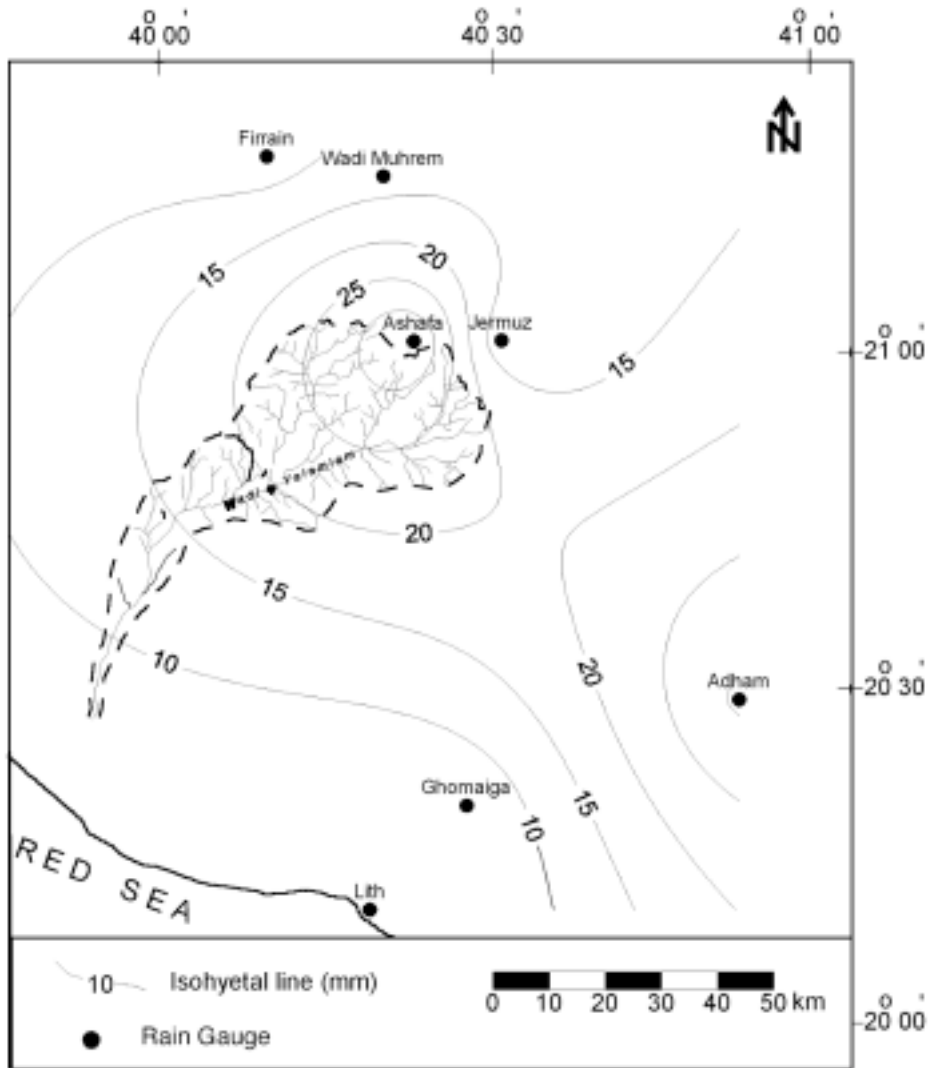 40° 00' 40° 30' 41° 00'
N
Firrain
Wadi Muhrem
20
15
25
Ashafa Jermuz
21° 00'
15
Wadi Yalamlam
20
15
10
20
20° 30'
Adham
Ghomaiga
15
10
RED SEA
Lith
10 Isohyetal line (mm)
0 10 20 30 40 50 km
Rain Gauge
20° 00'